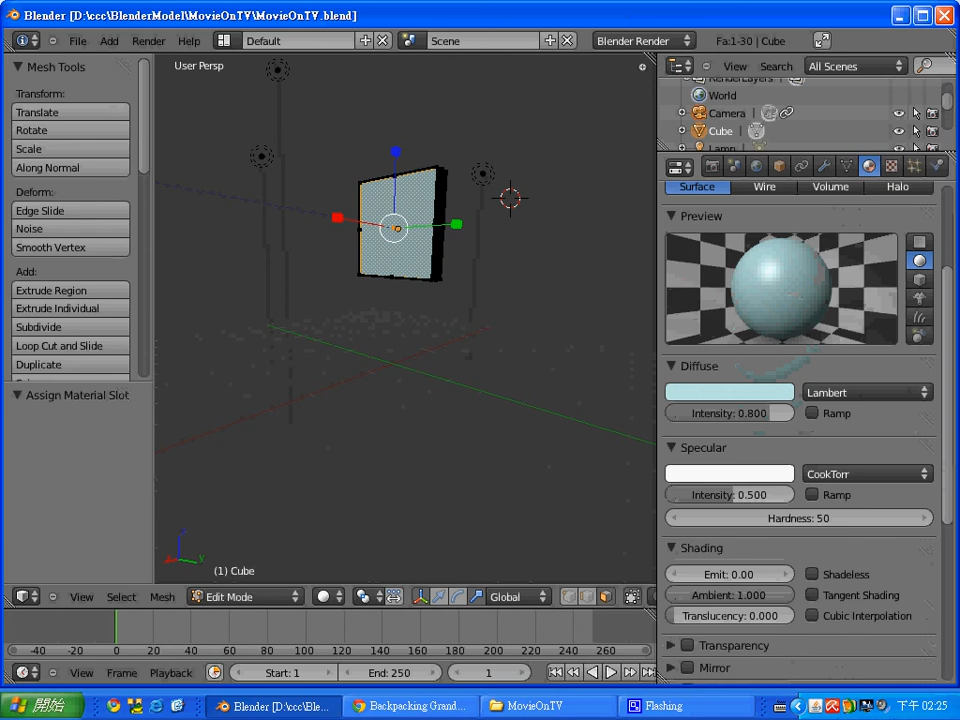 Blender [D:\ccc\BlenderModel\MovieOnTV\MovieOnTV.blend]
File Add Render Help Default Scene Blender Render Fa:1-30 | Cube
Mesh Tools
Transform:
Translate
Rotate
Scale
Along Normal
Deform:
Edge Slide
Noise
Smooth Vertex
Add:
Extrude Region
Extrude Individual
Subdivide
Loop Cut and Slide
Duplicate
Assign Material Slot
User Persp
(1) Cube
View Search All Scenes
RenderLayers
World
Camera
Cube
Lamp
Surface Wire Volume Halo
Preview
Diffuse
Lambert
Intensity: 0.800 Ramp
Specular
CookTorr
Intensity: 0.500 Ramp
Hardness: 50
Shading
Emit: 0.00 Shadeless
Ambient: 1.000 Tangent Shading
Translucency: 0.000 Cubic Interpolation
Transparency
Mirror
View Select Mesh Edit Mode Global
-40 -20 0 20 40 60 80 100 120 140 160 180 200 220 240 260
View Frame Playback Start: 1 End: 250 1
開始 Blender [D:\ccc\Ble... Backpacking Grand... MovieOnTV Flashing 下午 02:25